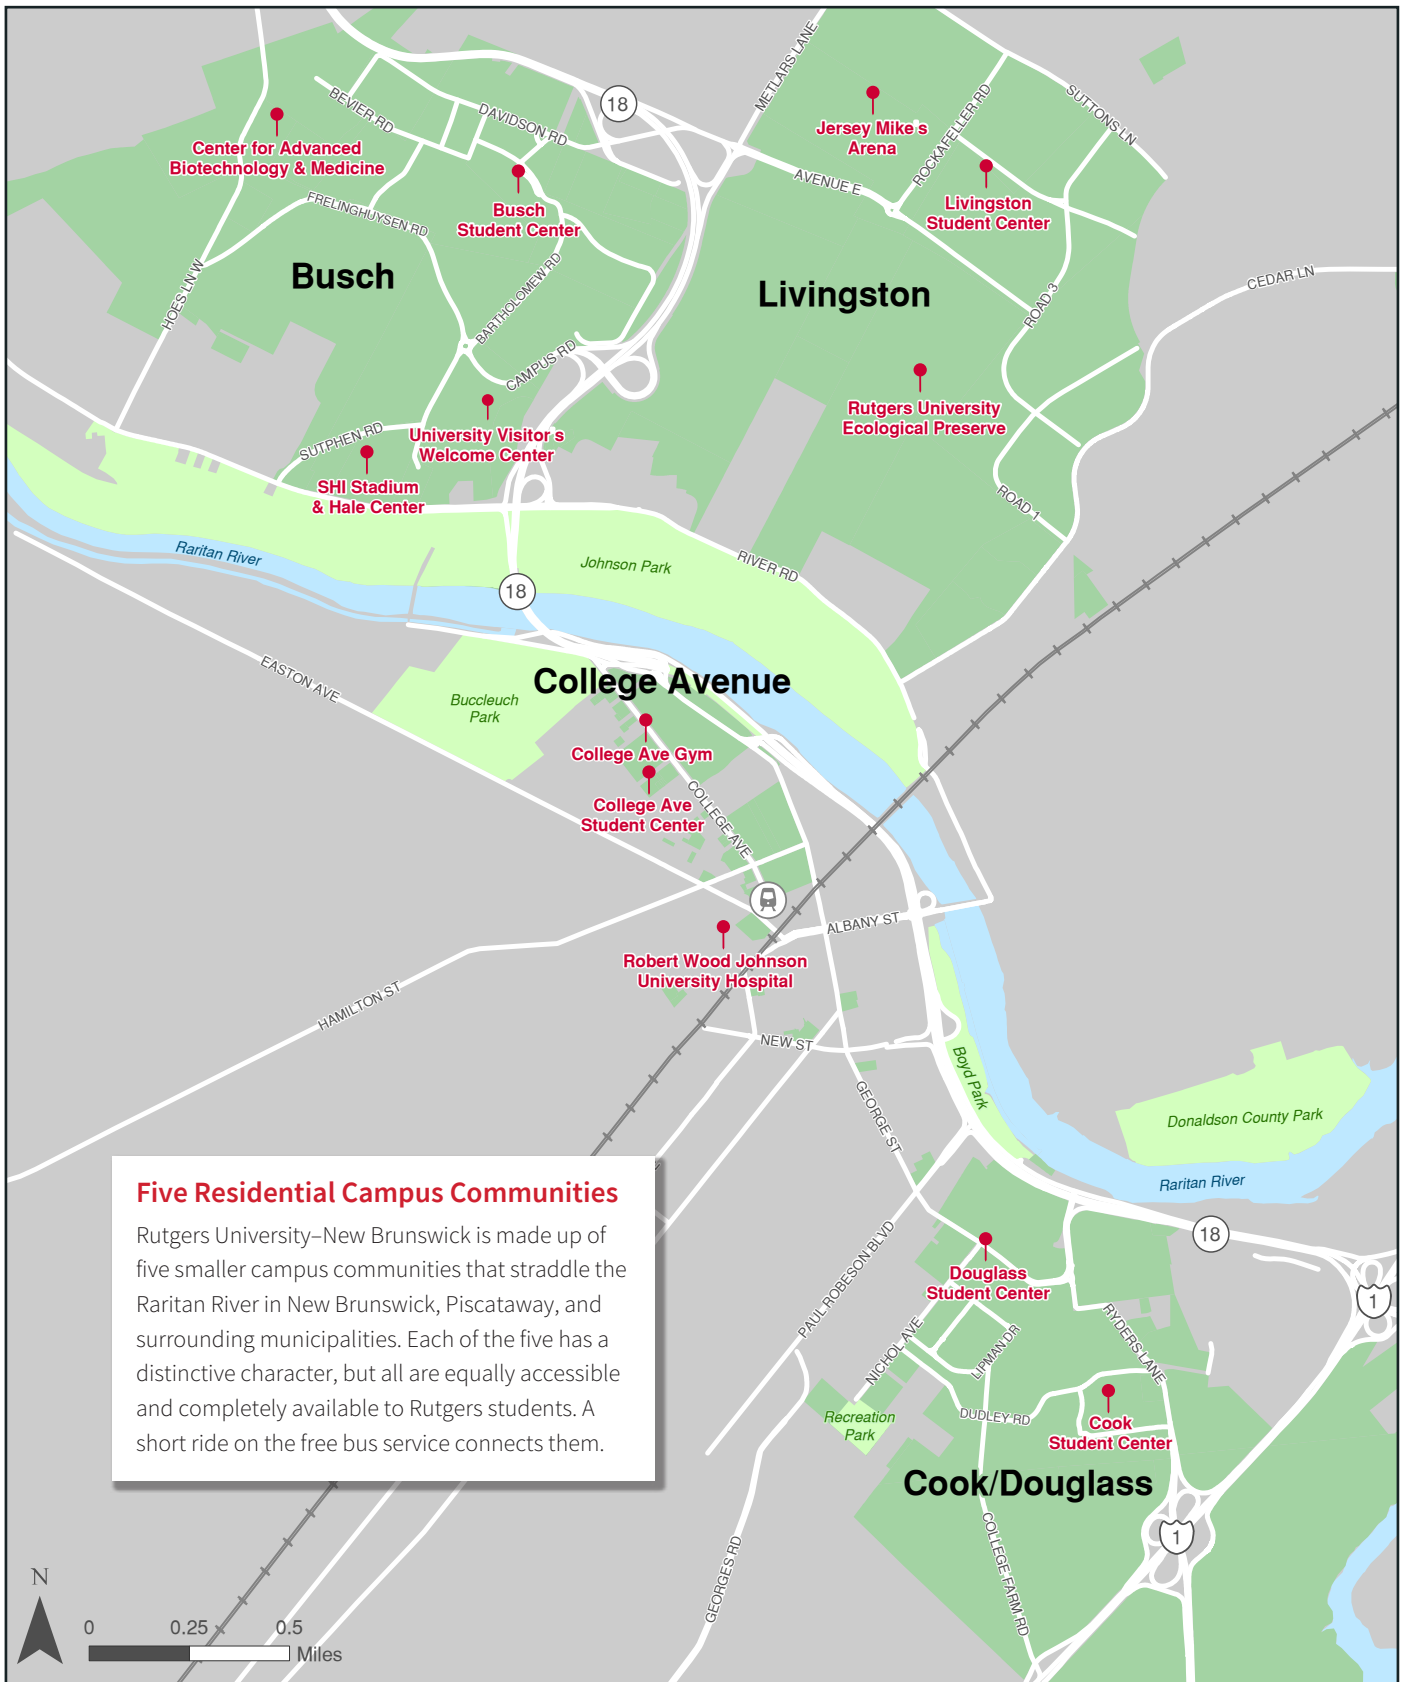 METLARS LANE
18
BEVIER RD
DAVIDSON RD
Jersey Mike s
Arena
ROCKAFELLER RD
SUTTONS LN
Center for Advanced
Biotechnology & Medicine
AVENUE E
Busch
Student Center
Livingston
Student Center
FRELINGHUYSEN RD
HOES LN W
Busch
BARTHOLOMEW RD
Livingston
ROAD 3
CEDAR LN
CAMPUS RD
Rutgers University
Ecological Preserve
SUTPHEN RD
University Visitor s
Welcome Center
SHI Stadium
& Hale Center
ROAD 1
Raritan River
Johnson Park
RIVER RD
18
EASTON AVE
College Avenue
Buccleuch
Park
College Ave Gym
College Ave
Student Center
COLLEGE AVE
ALBANY ST
Robert Wood Johnson
University Hospital
HAMILTON ST
NEW ST
Boyd Park
GEORGE ST
Donaldson County Park
Raritan River
Five Residential Campus Communities
Rutgers University–New Brunswick is made up of
five smaller campus communities that straddle the
Raritan River in New Brunswick, Piscataway, and
surrounding municipalities. Each of the five has a
distinctive character, but all are equally accessible
and completely available to Rutgers students. A
short ride on the free bus service connects them.
18
PAUL ROBESON BLVD
Douglass
Student Center
1
NICHOL AVE
LIPMAN DR
RYDERS LANE
Recreation
Park
DUDLEY RD
Cook
Student Center
Cook/Douglass
1
COLLEGE FARM RD
GEORGES RD
N
0 0.25 0.5
Miles